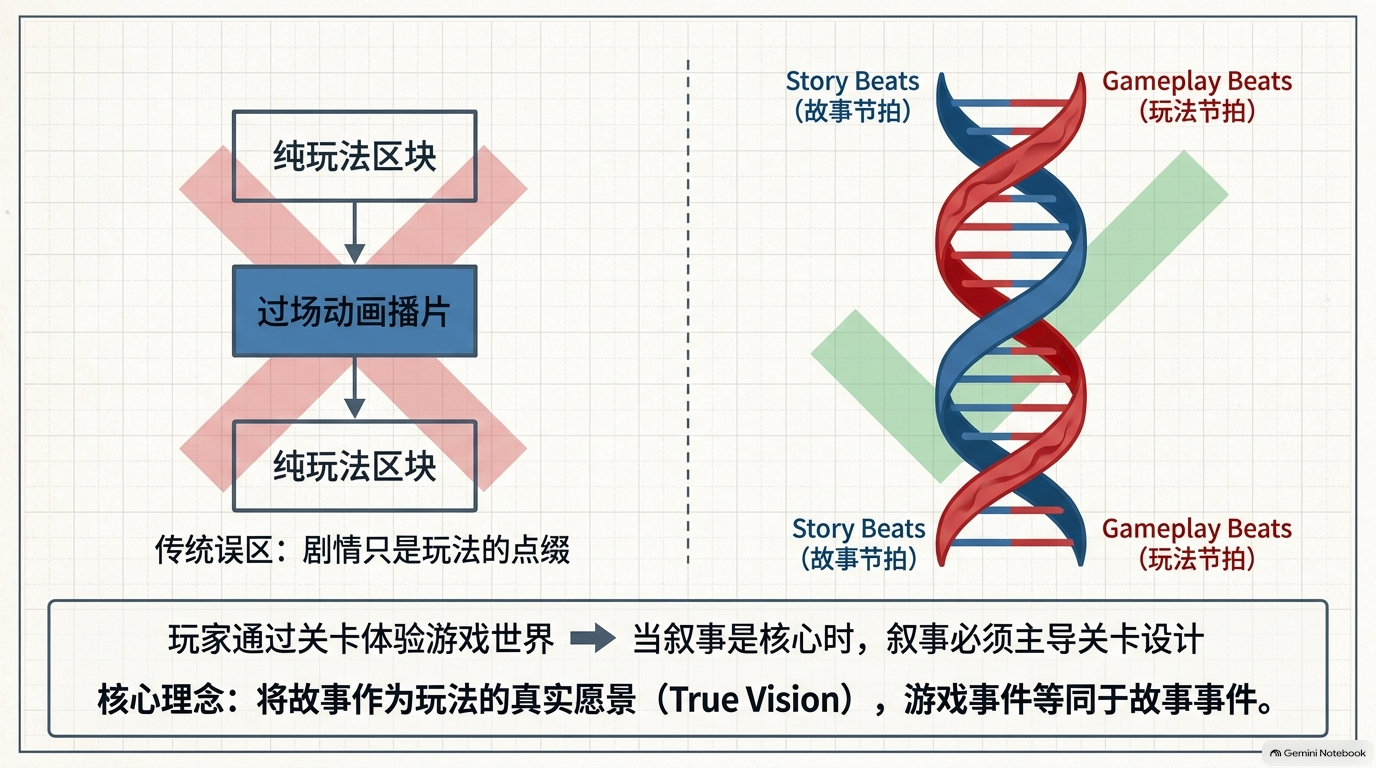 纯玩法区块
过场动画播片
纯玩法区块
传统误区：剧情只是玩法的点缀
Story Beats
（故事节拍）
Gameplay Beats
（玩法节拍）
Story Beats
（故事节拍）
Gameplay Beats
（玩法节拍）
玩家通过关卡体验游戏世界 ➡ 当叙事是核心时，叙事必须主导关卡设计
核心理念：将故事作为玩法的真实愿景（True Vision），游戏事件等同于故事事件。
Gemini Notebook